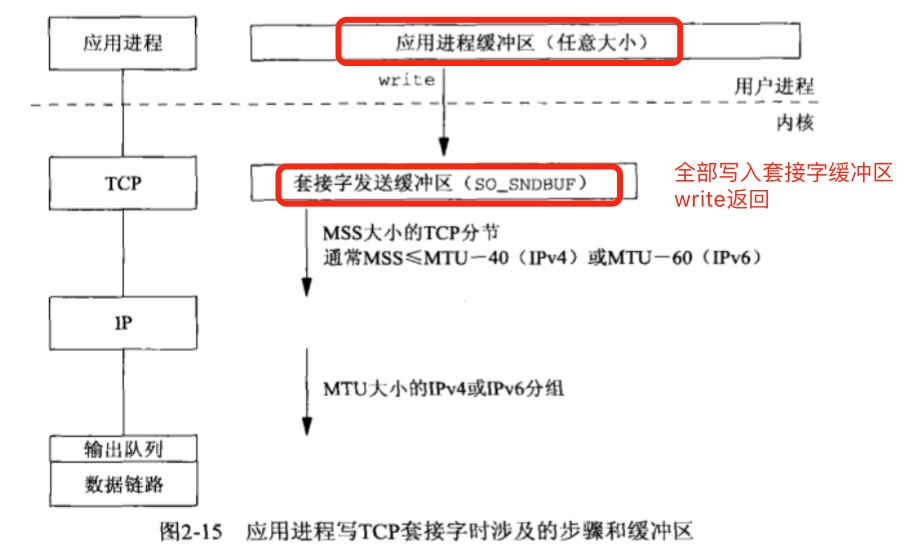 应用进程
应用进程缓冲区（任意大小）
write
用户进程
内核
TCP
套接字发送缓冲区（SO_SNDBUF）
全部写入套接字缓冲区
write返回
MSS大小的TCP分节
通常MSS≤MTU－40（IPv4）或MTU－60（IPv6）
IP
MTU大小的IPv4或IPv6分组
输出队列
数据链路
图2-15 应用进程写TCP套接字时涉及的步骤和缓冲区